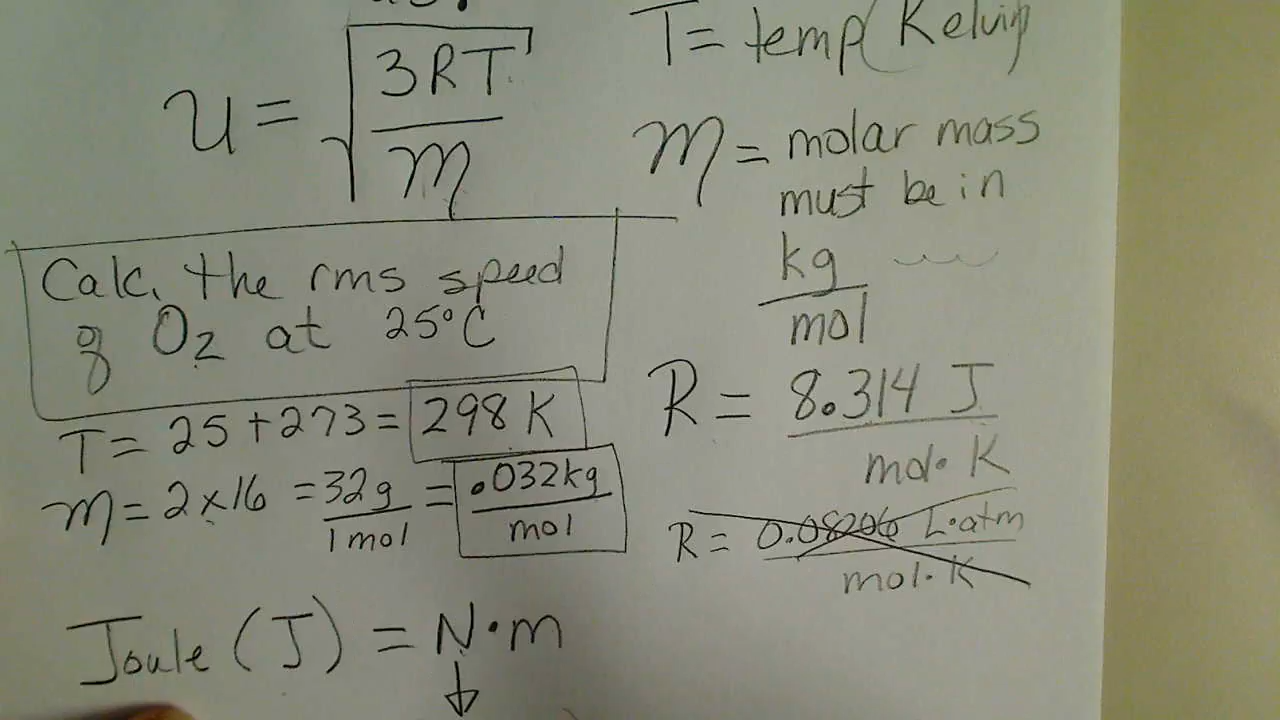 u = √3RT/m
T = temp (Kelvin)
m = molar mass
must be in
kg
mol
Calc. the rms speed
of O2 at 25°C
T = 25 + 273 = 298 K
m = 2 x 16 = 32g/1mol = .032kg/mol
R = 8.314 J
mol·K
R = 0.08206 L·atm
mol·K
Joule (J) = N·m